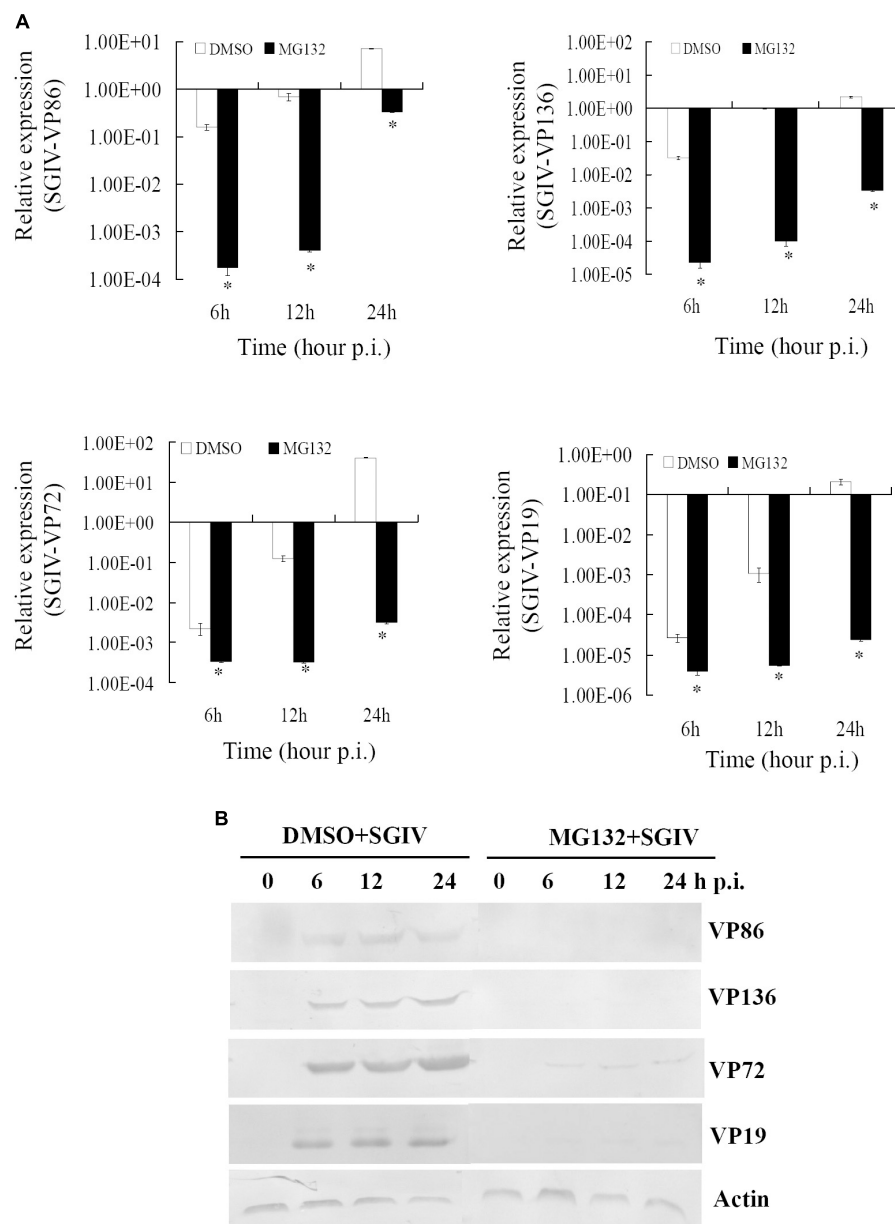 A
DMSO MG132
1.00E+01
1.00E+00
1.00E-01
1.00E-02
1.00E-03
1.00E-04
Relative expression
(SGIV-VP86)
* * *
6h 12h 24h
Time (hour p.i.)
DMSO MG132
1.00E+02
1.00E+01
1.00E+00
1.00E-01
1.00E-02
1.00E-03
1.00E-04
1.00E-05
Relative expression
(SGIV-VP136)
* * *
6h 12h 24h
Time (hour p.i.)
DMSO MG132
1.00E+02
1.00E+01
1.00E+00
1.00E-01
1.00E-02
1.00E-03
1.00E-04
Relative expression
(SGIV-VP72)
* * *
6h 12h 24h
Time (hour p.i.)
DMSO MG132
1.00E+00
1.00E-01
1.00E-02
1.00E-03
1.00E-04
1.00E-05
1.00E-06
Relative expression
(SGIV-VP19)
* * *
6h 12h 24h
Time (hour p.i.)
B
DMSO+SGIV MG132+SGIV
0 6 12 24 0 6 12 24 h p.i.
VP86
VP136
VP72
VP19
Actin